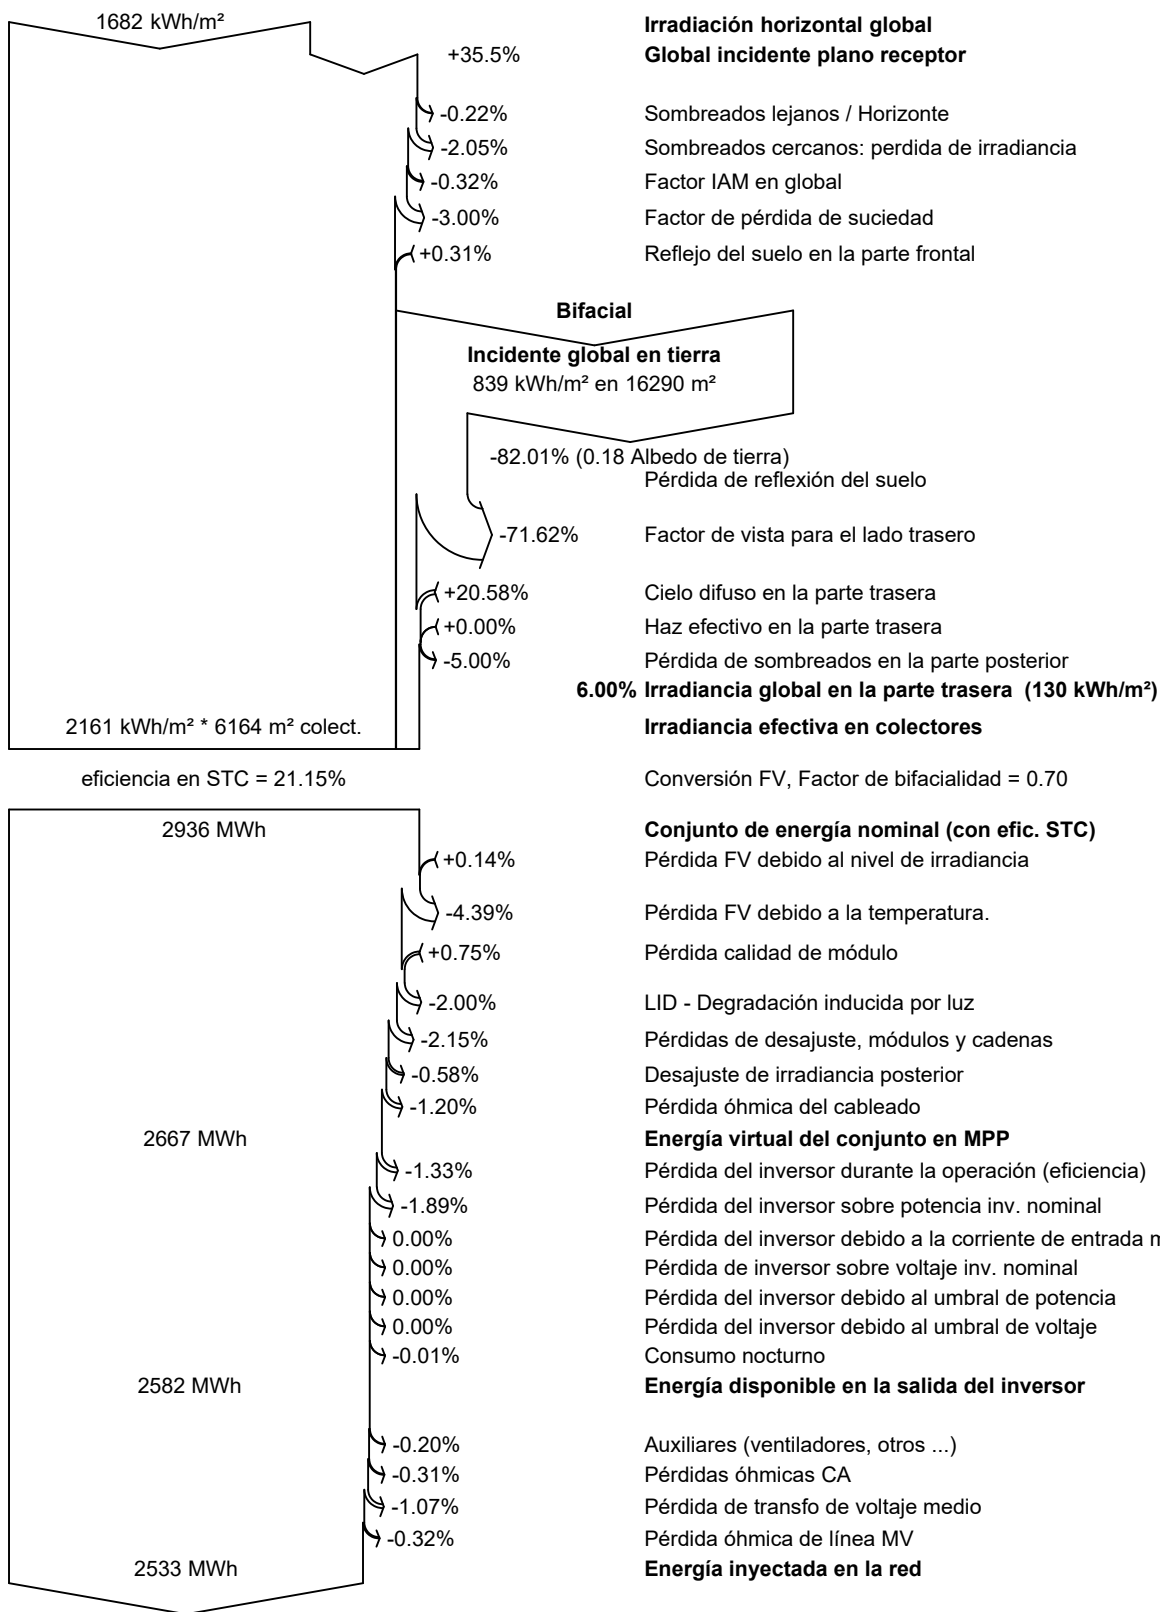 1682 kWh/m² Irradiación horizontal global
+35.5% Global incidente plano receptor
-0.22% Sombreados lejanos / Horizonte
-2.05% Sombreados cercanos: perdida de irradiancia
-0.32% Factor IAM en global
-3.00% Factor de pérdida de suciedad
+0.31% Reflejo del suelo en la parte frontal
Bifacial
Incidente global en tierra
839 kWh/m² en 16290 m²
-82.01% (0.18 Albedo de tierra)
Pérdida de reflexión del suelo
-71.62% Factor de vista para el lado trasero
+20.58% Cielo difuso en la parte trasera
+0.00% Haz efectivo en la parte trasera
-5.00% Pérdida de sombreados en la parte posterior
6.00% Irradiancia global en la parte trasera (130 kWh/m²)
2161 kWh/m² * 6164 m² colect. Irradiancia efectiva en colectores
eficiencia en STC = 21.15% Conversión FV, Factor de bifacialidad = 0.70
2936 MWh Conjunto de energía nominal (con efic. STC)
+0.14% Pérdida FV debido al nivel de irradiancia
-4.39% Pérdida FV debido a la temperatura.
+0.75% Pérdida calidad de módulo
-2.00% LID - Degradación inducida por luz
-2.15% Pérdidas de desajuste, módulos y cadenas
-0.58% Desajuste de irradiancia posterior
-1.20% Pérdida óhmica del cableado
2667 MWh Energía virtual del conjunto en MPP
-1.33% Pérdida del inversor durante la operación (eficiencia)
-1.89% Pérdida del inversor sobre potencia inv. nominal
0.00% Pérdida del inversor debido a la corriente de entrada
0.00% Pérdida de inversor sobre voltaje inv. nominal
0.00% Pérdida del inversor debido al umbral de potencia
0.00% Pérdida del inversor debido al umbral de voltaje
-0.01% Consumo nocturno
2582 MWh Energía disponible en la salida del inversor
-0.20% Auxiliares (ventiladores, otros ...)
-0.31% Pérdidas óhmicas CA
-1.07% Pérdida de transfo de voltaje medio
-0.32% Pérdida óhmica de línea MV
2533 MWh Energía inyectada en la red